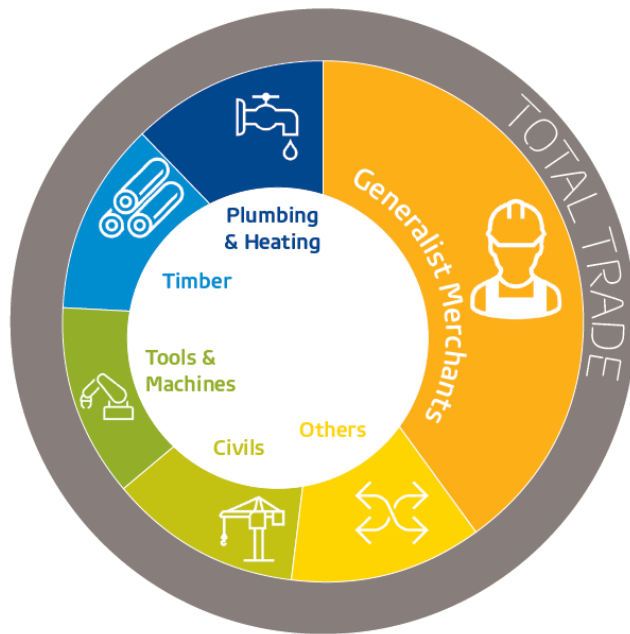 TOTAL TRADE
Generalist Merchants
Plumbing
& Heating
Timber
Tools &
Machines
Civils
Others